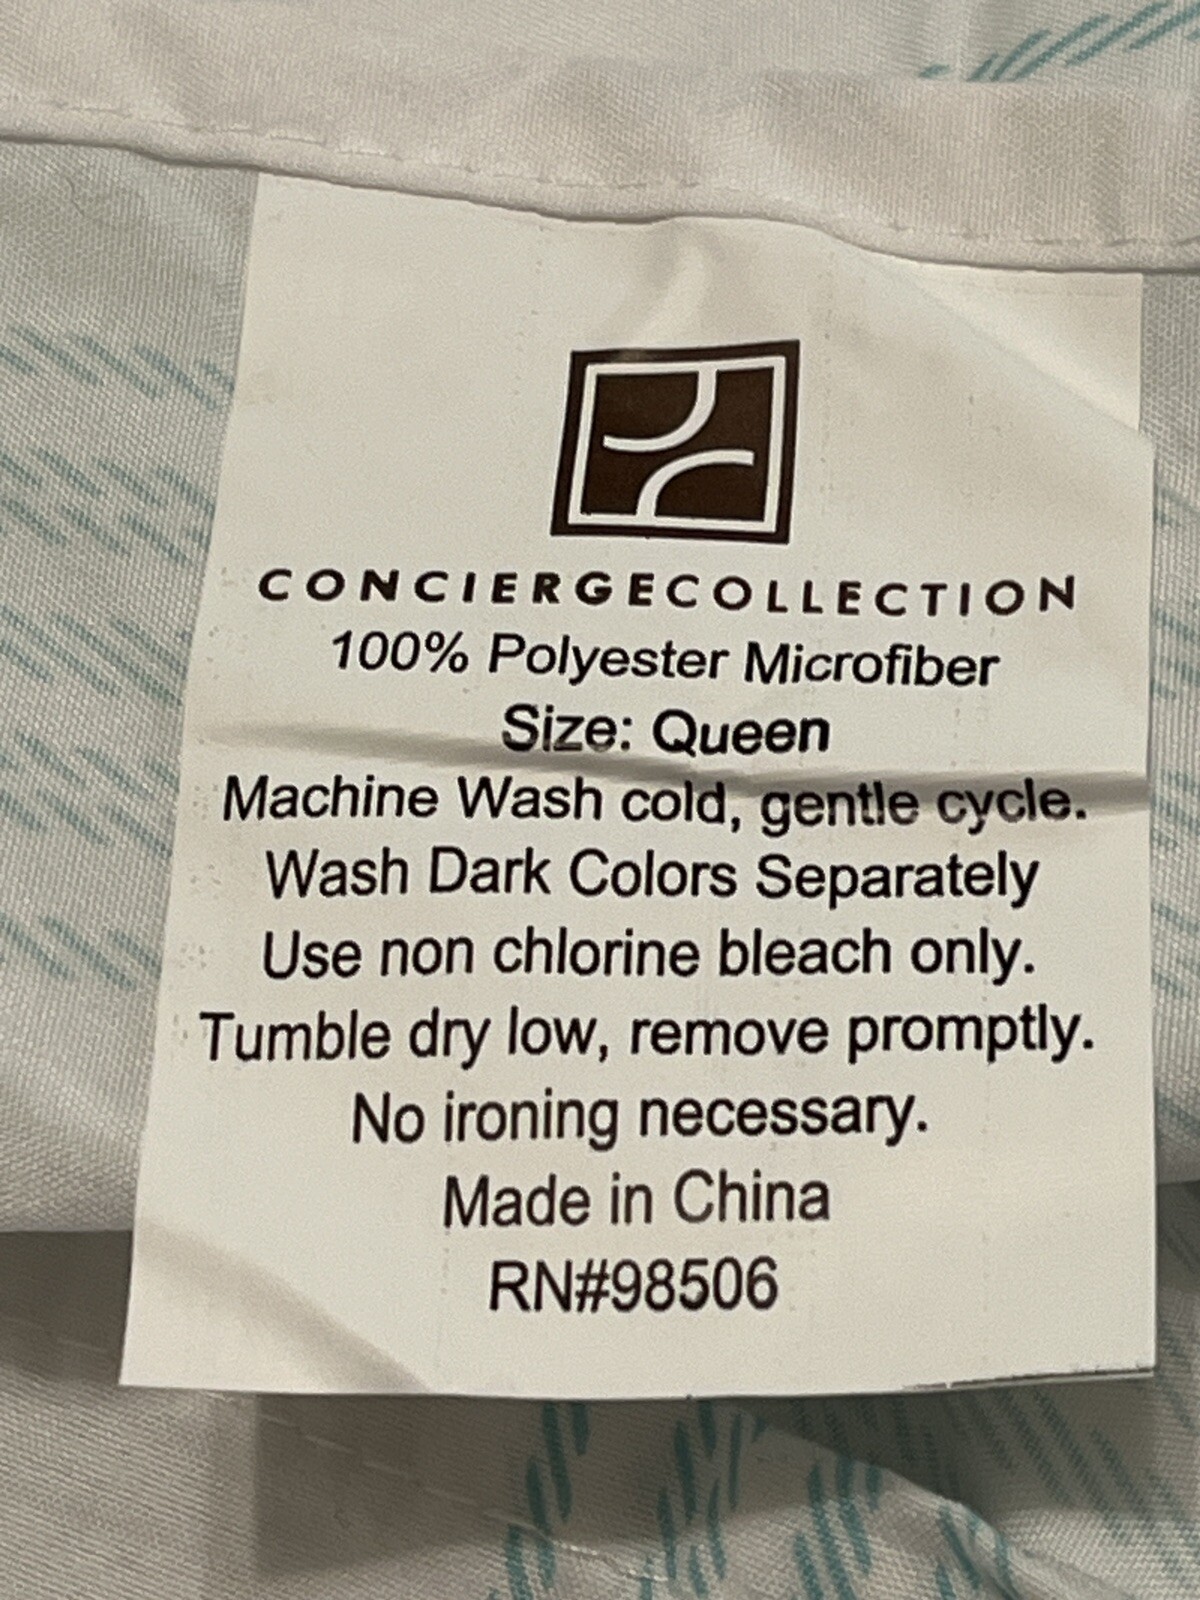 CONCIERGECOLLECTION
100% Polyester Microfiber
Size: Queen
Machine Wash cold, gentle cycle.
Wash Dark Colors Separately
Use non chlorine bleach only.
Tumble dry low, remove promptly.
No ironing necessary.
Made in China
RN#98506